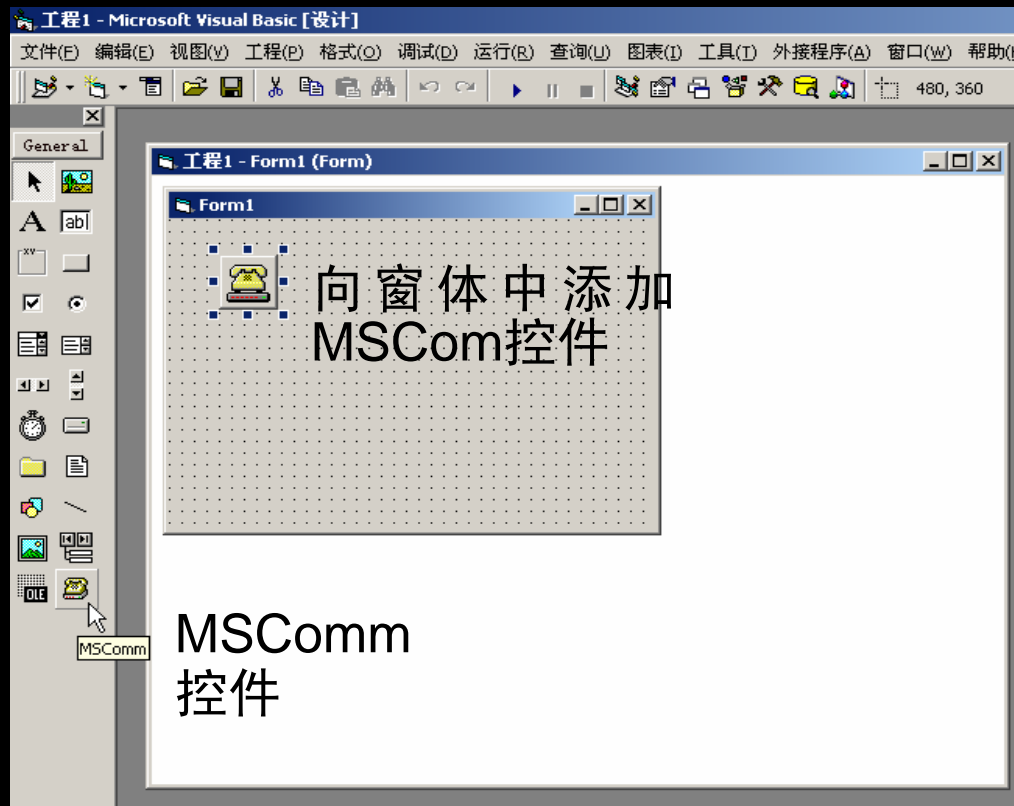 工程1 - Microsoft Visual Basic [设计]
文件(F) 编辑(E) 视图(V) 工程(P) 格式(O) 调试(D) 运行(R) 查询(U) 图表(I) 工具(T) 外接程序(A) 窗口(W) 帮助(
480, 360
General
工程1 - Form1 (Form)
Form1
A
ab
XY
向窗体中添加
MSCom控件
OLE
MSComm
MSComm
控件